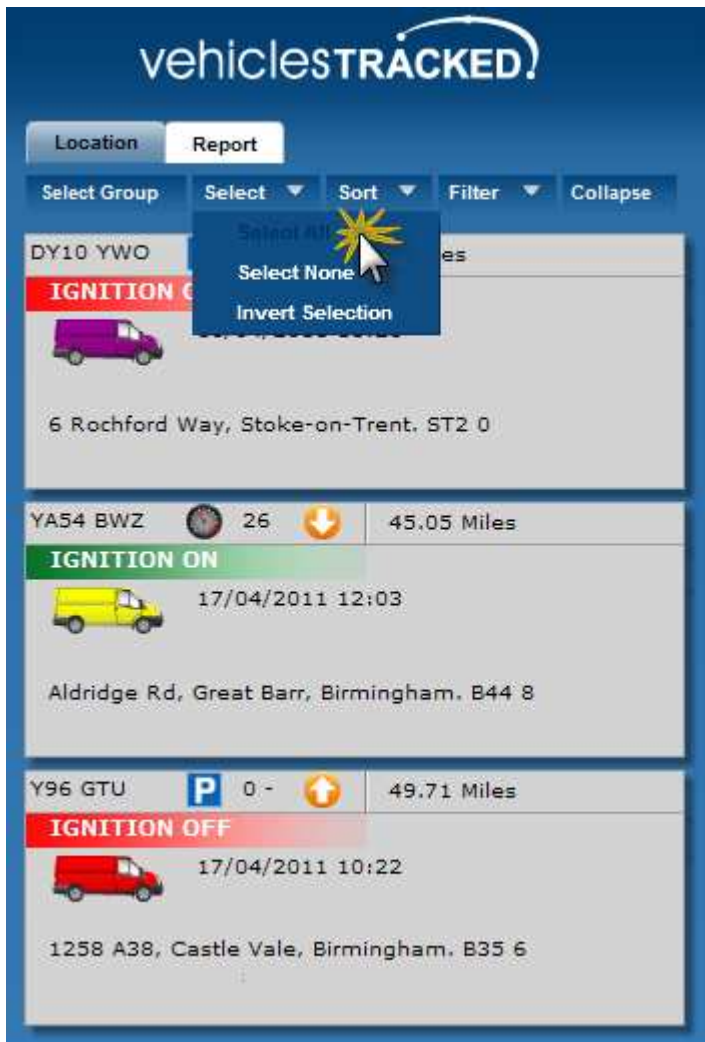 vehiclesTRACKED.
Location Report
Select Group Select Sort Filter Collapse
Select All
DY10 YWO es
Select None
IGNITION
Invert Selection
6 Rochford Way, Stoke-on-Trent. ST2 0
YA54 BWZ 26 45.05 Miles
IGNITION ON
17/04/2011 12:03
Aldridge Rd, Great Barr, Birmingham. B44 8
Y96 GTU P 0 - 49.71 Miles
IGNITION OFF
17/04/2011 10:22
1258 A38, Castle Vale, Birmingham. B35 6